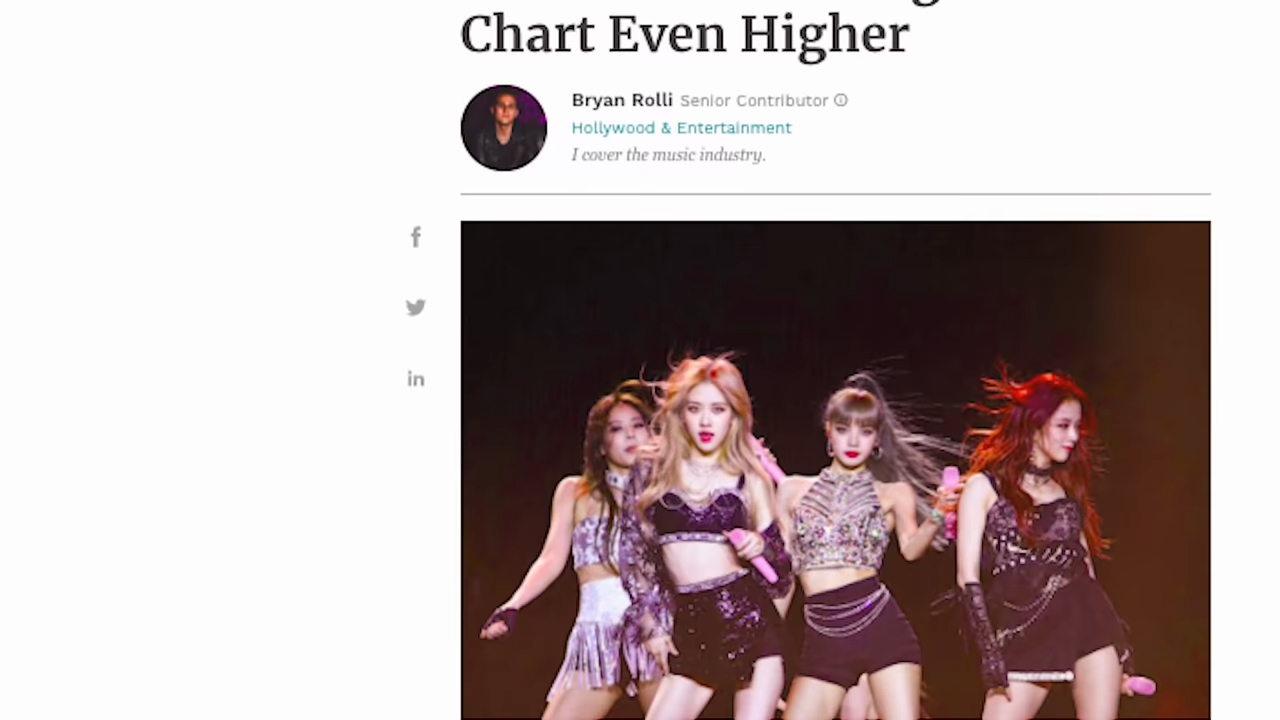 Chart Even Higher
Bryan Rolli Senior Contributor
Hollywood & Entertainment
I cover the music industry.
f
in